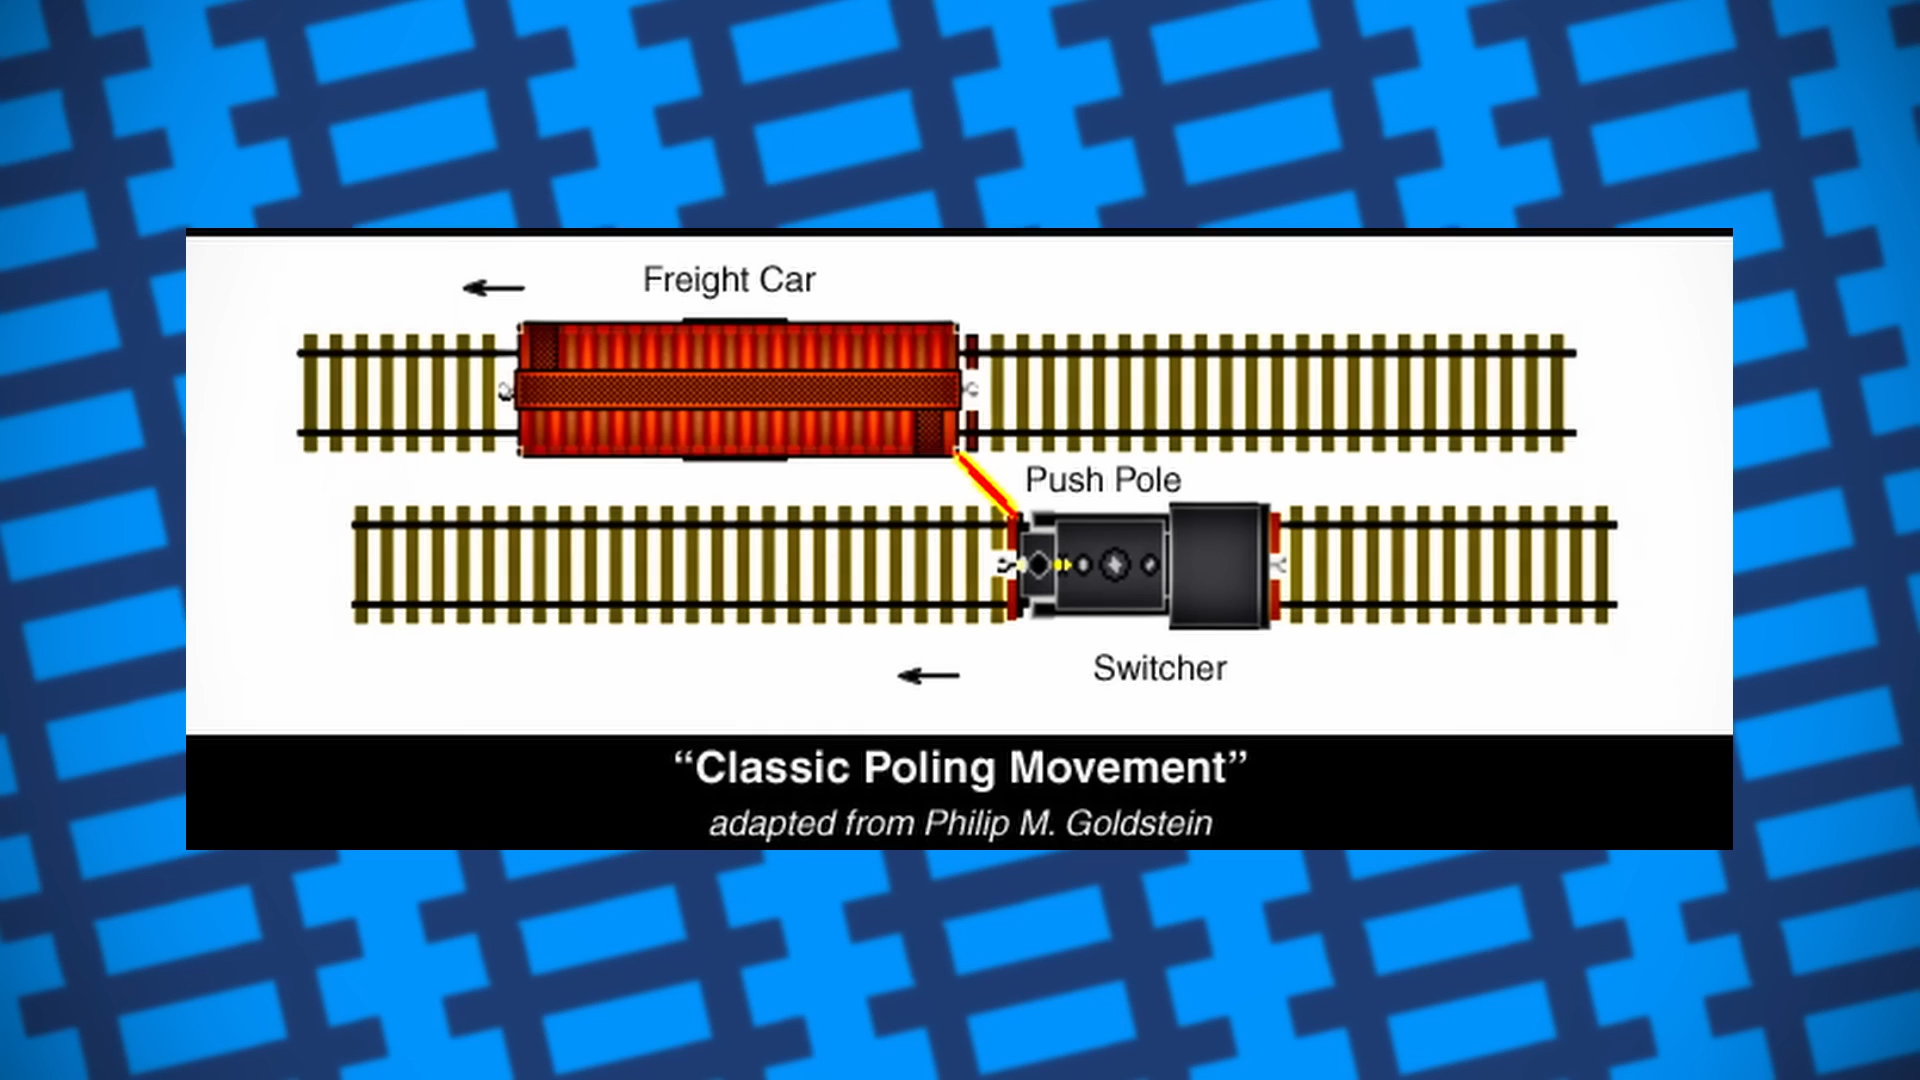 Freight Car
Push Pole
Switcher
“Classic Poling Movement”
adapted from Philip M. Goldstein